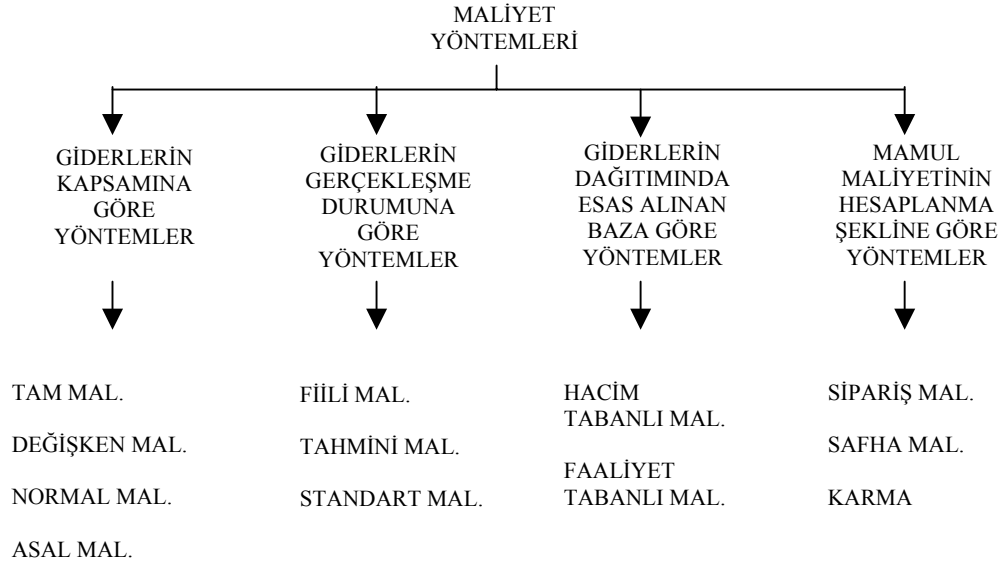 MALİYET
YÖNTEMLERİ
GİDERLERİN
KAPSAMINA
GÖRE
YÖNTEMLER
GİDERLERİN
GERÇEKLEŞME
DURUMUNA
GÖRE
YÖNTEMLER
GİDERLERİN
DAĞITIMINDA
ESAS ALINAN
BAZA GÖRE
YÖNTEMLER
MAMUL
MALİYETİNİN
HESAPLANMA
ŞEKLİNE GÖRE
YÖNTEMLER
TAM MAL.
DEĞİŞKEN MAL.
NORMAL MAL.
ASAL MAL.
FİİLİ MAL.
TAHMİNİ MAL.
STANDART MAL.
HACİM
TABANLI MAL.
FAALİYET
TABANLI MAL.
SİPARİŞ MAL.
SAFHA MAL.
KARMA